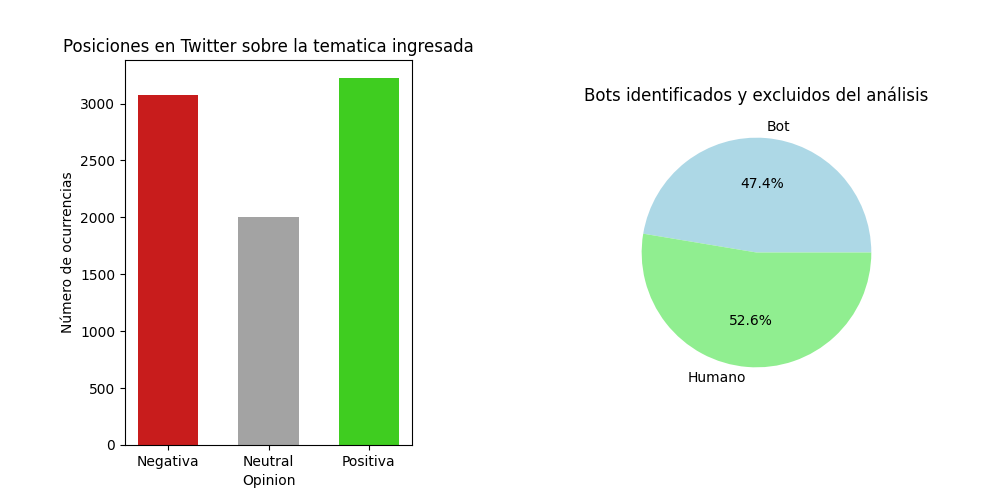 Posiciones en Twitter sobre la tematica ingresada
Número de ocurrencias
3000
2500
2000
1500
1000
500
0
Negativa
Neutral
Positiva
Opinion
Bots identificados y excluidos del análisis
Bot
47.4%
52.6%
Humano